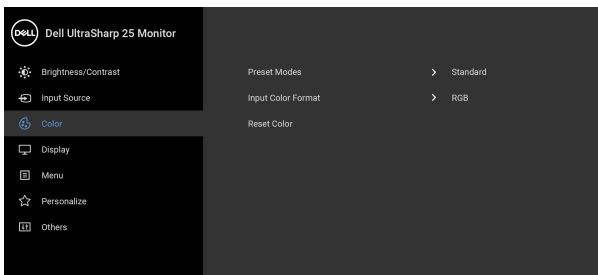 DELL Dell UltraSharp 25 Monitor
Brightness/Contrast Preset Modes Standard
Input Source Input Color Format RGB
Color Reset Color
Display
Menu
Personalize
Others